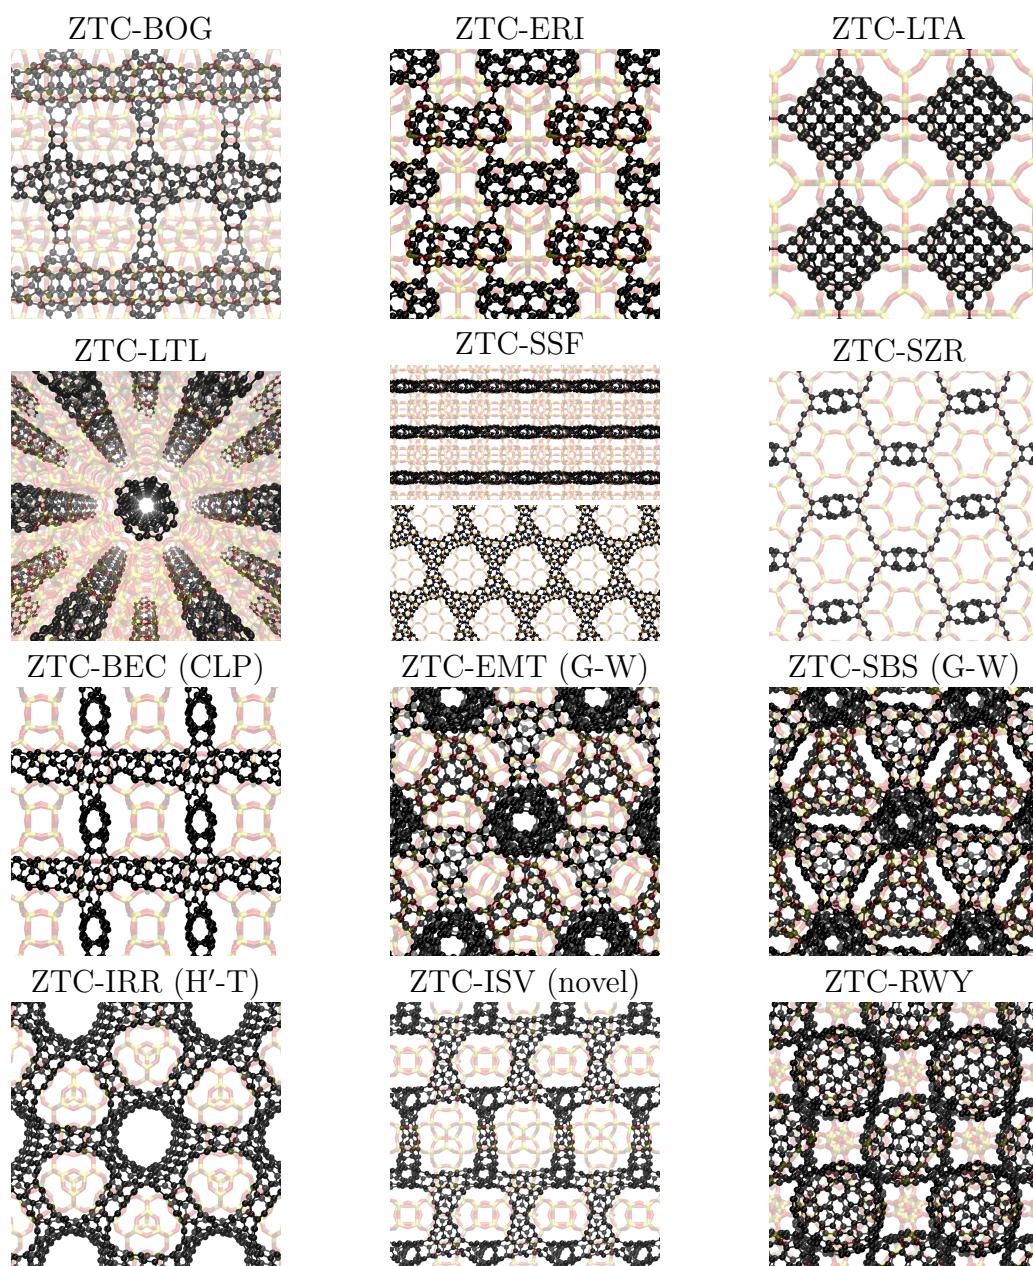 ZTC-BOG
ZTC-ERI
ZTC-LTA
ZTC-LTL
ZTC-SSF
ZTC-SZR
ZTC-BEC (CLP)
ZTC-EMT (G-W)
ZTC-SBS (G-W)
ZTC-IRR (H′-T)
ZTC-ISV (novel)
ZTC-RWY